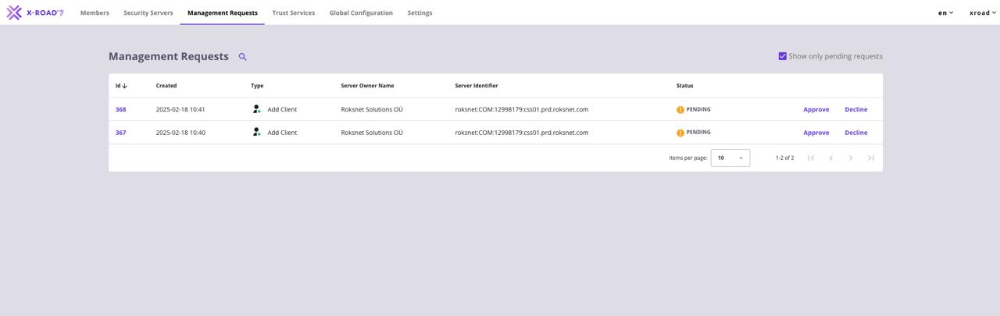 X-ROAD®7 Members Security Servers Management Requests Trust Services Global Configuration Settings en xroad
Management Requests Show only pending requests
Id Created Type Server Owner Name Server Identifier Status
368 2025-02-18 10:41 Add Client Roksnet Solutions OÜ roksnet:COM:12998179:css01.prd.roksnet.com PENDING Approve Decline
367 2025-02-18 10:40 Add Client Roksnet Solutions OÜ roksnet:COM:12998179:css01.prd.roksnet.com PENDING Approve Decline
Items per page: 10 1-2 of 2